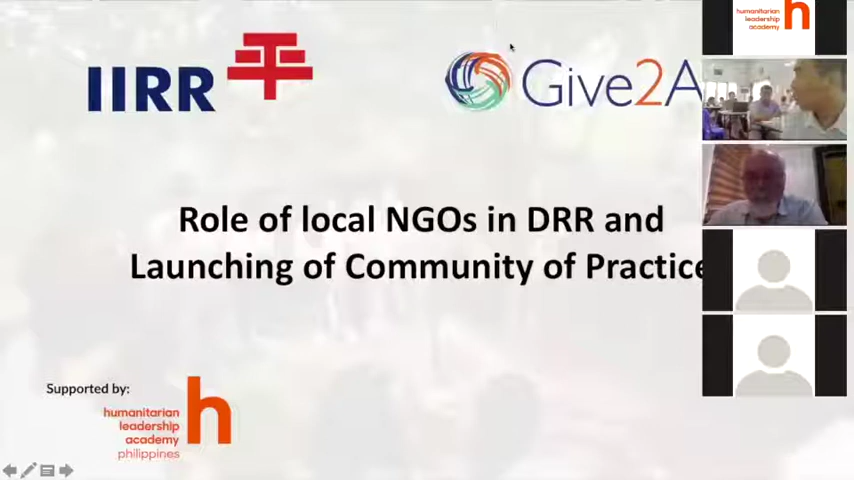 IIRR
Give2A
Role of local NGOs in DRR and
Launching of Community of Practice
Supported by:
humanitarian
leadership
academy
philippines
h
humanitarian
leadership
academy
h